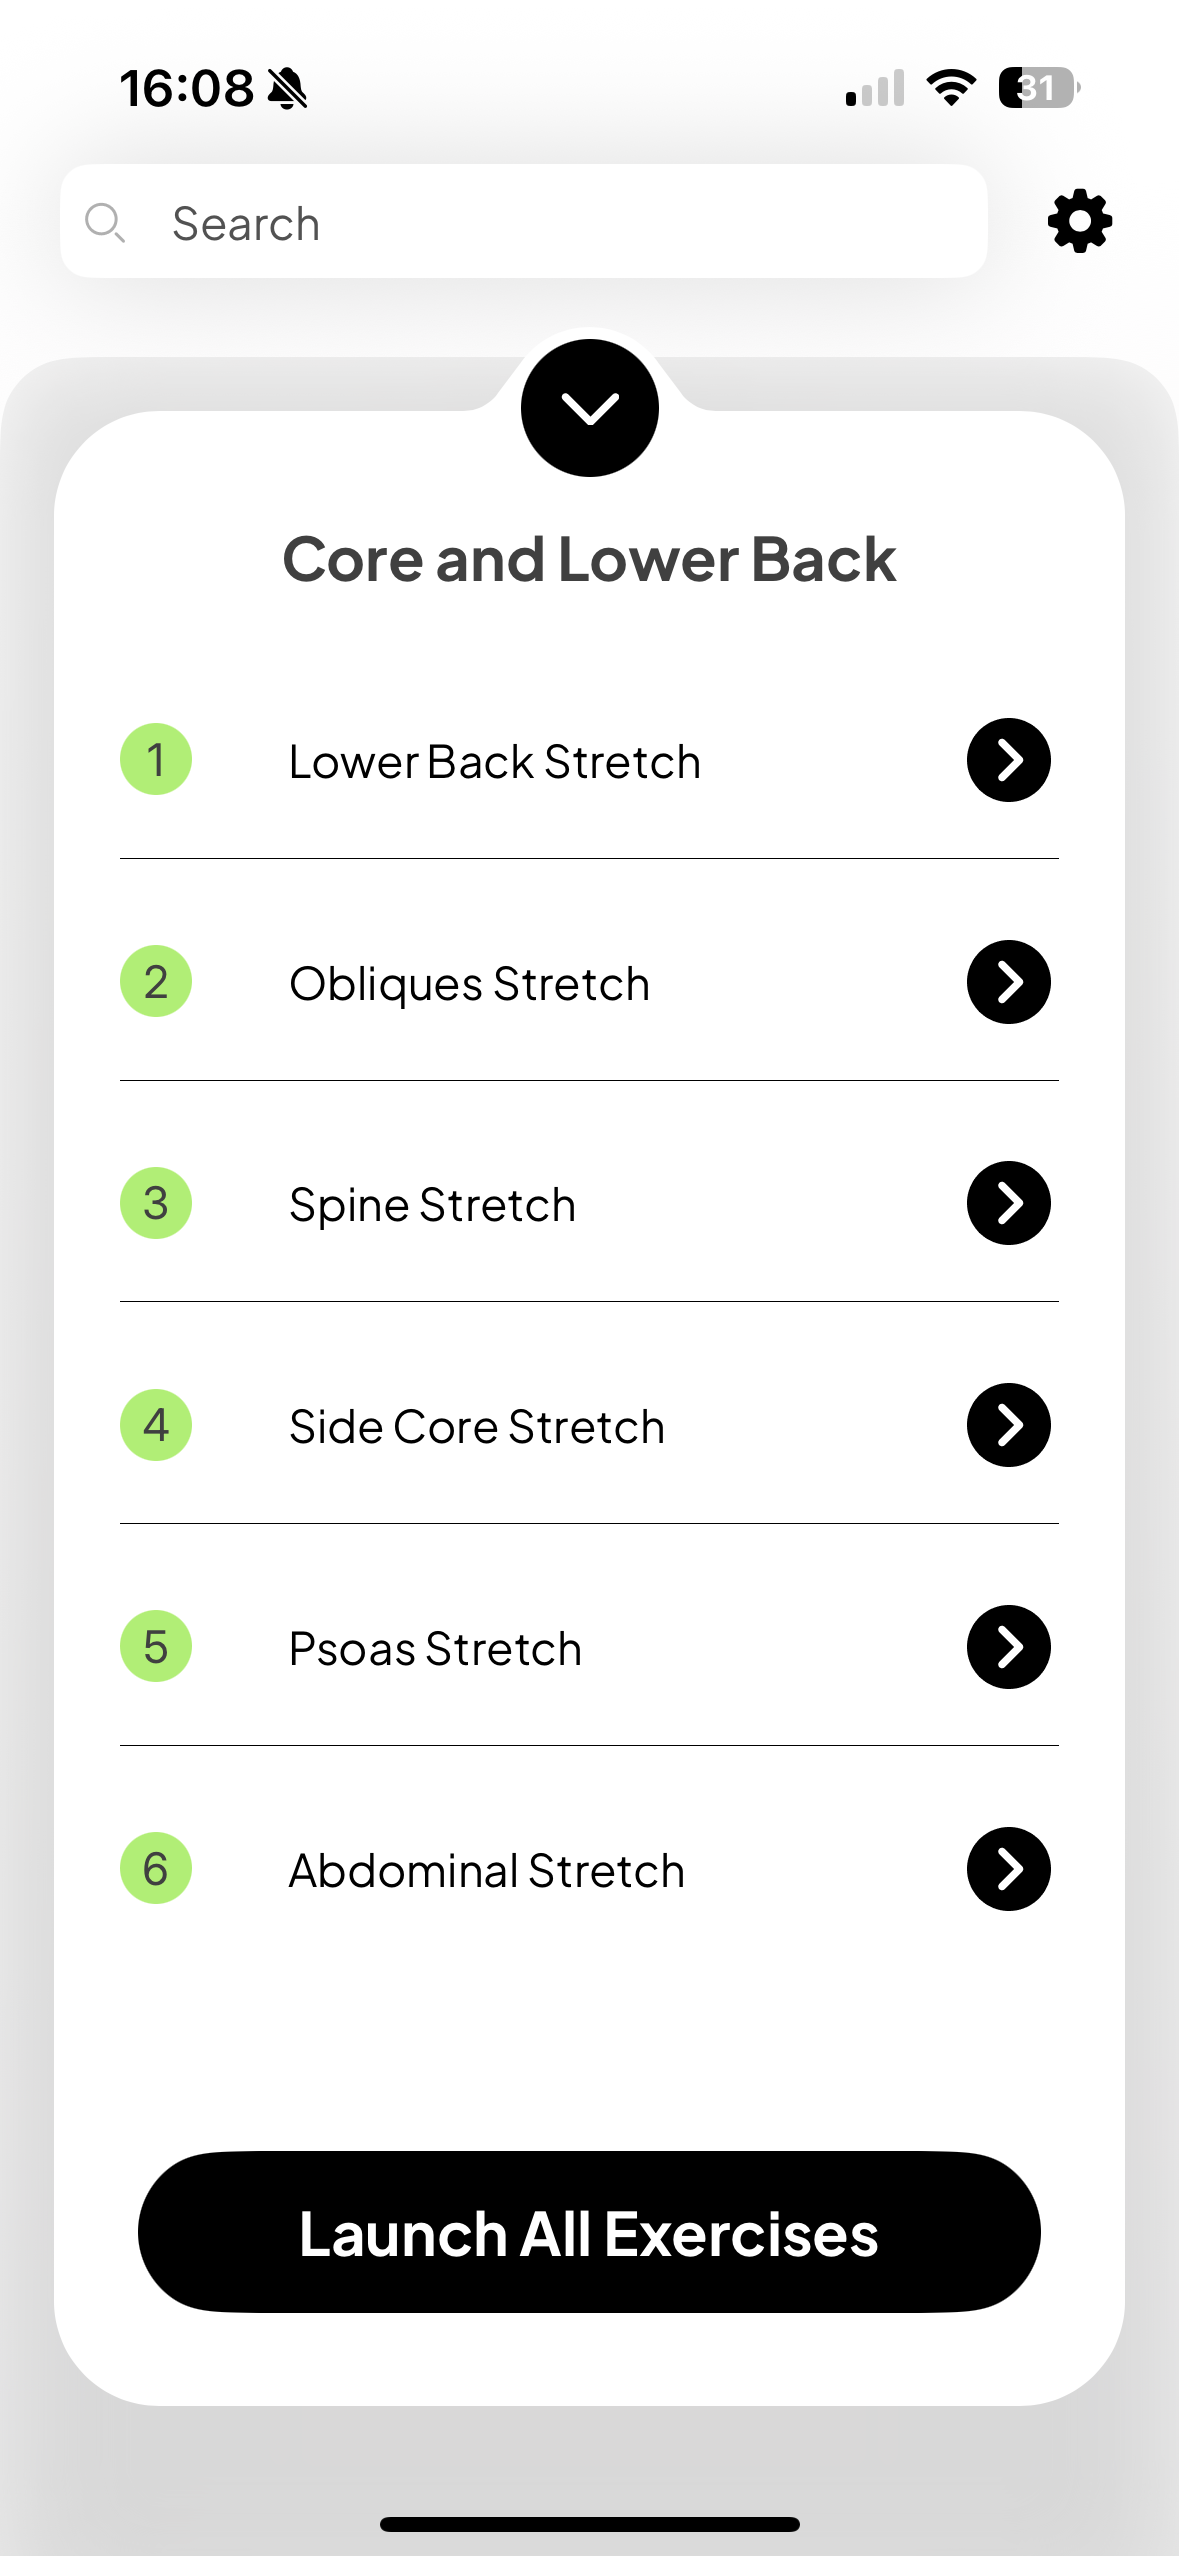 16:08
31
Search
Core and Lower Back
1 Lower Back Stretch
2 Obliques Stretch
3 Spine Stretch
4 Side Core Stretch
5 Psoas Stretch
6 Abdominal Stretch
Launch All Exercises